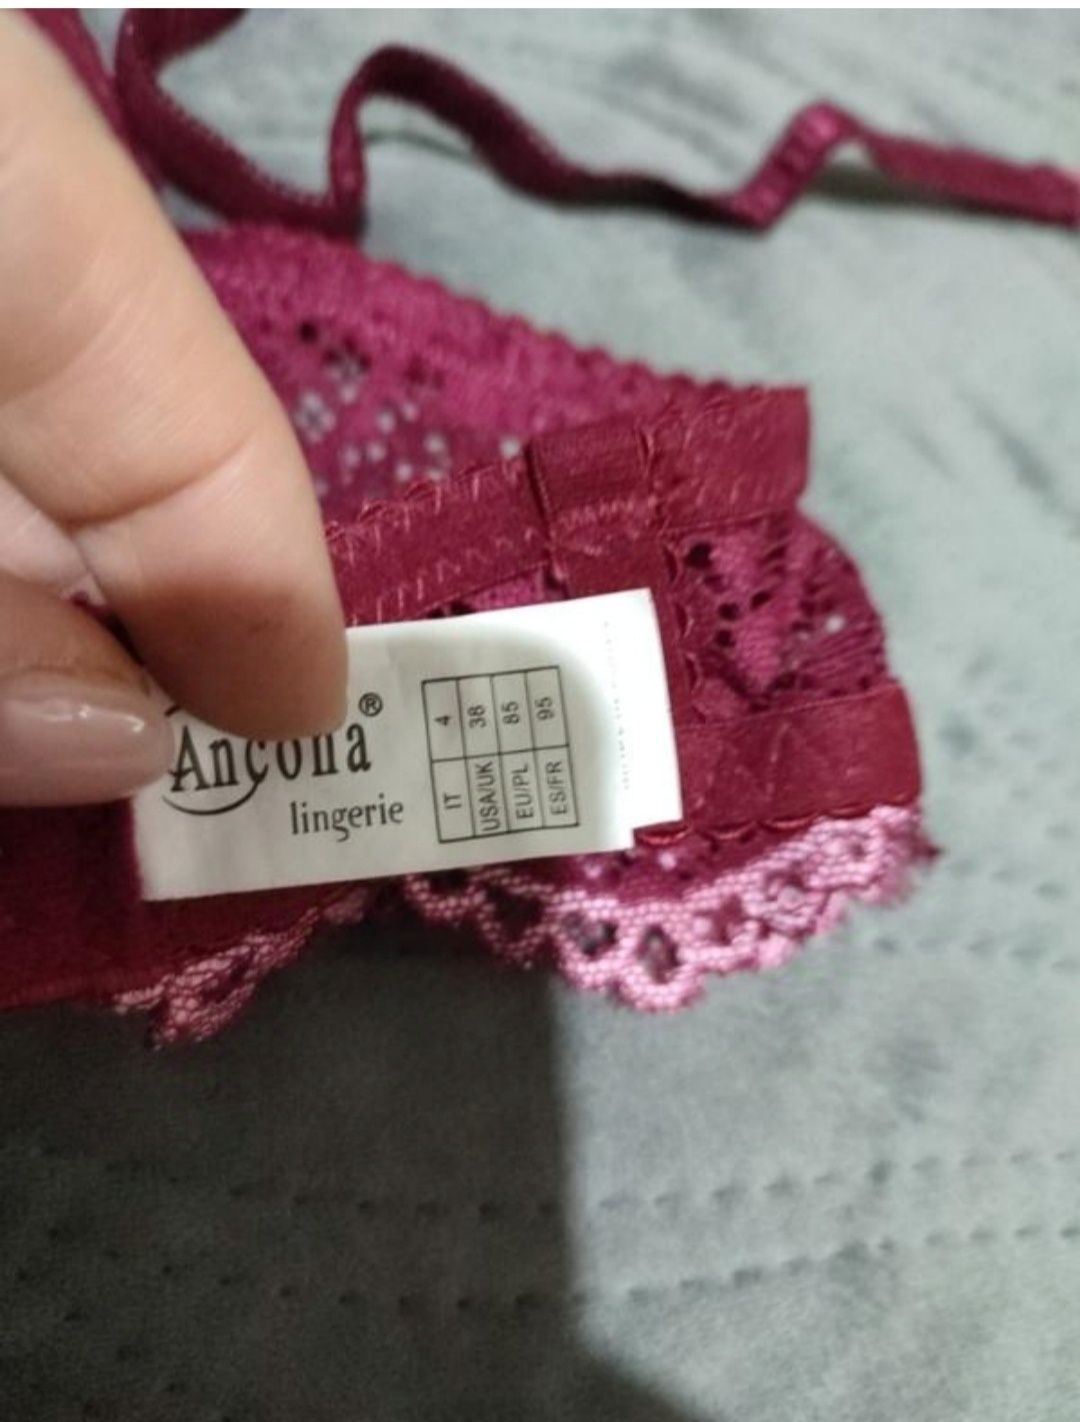 Ancona®
lingerie
IT 4
USA/UK 38
EU/PL 85
ES/FR 95